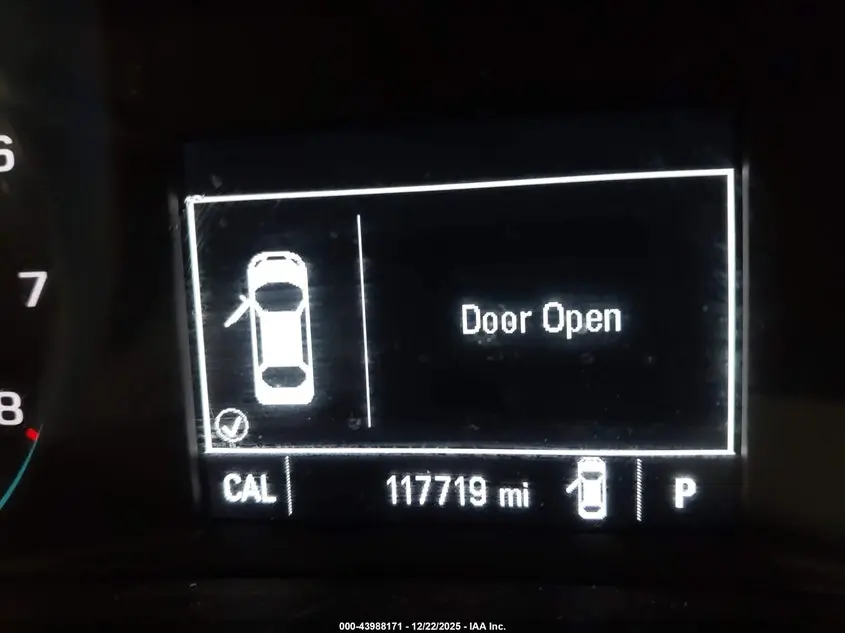 6
7
8
Door Open
CAL 117719 mi P
000-43988171 - 12/22/2025 - IAA Inc.